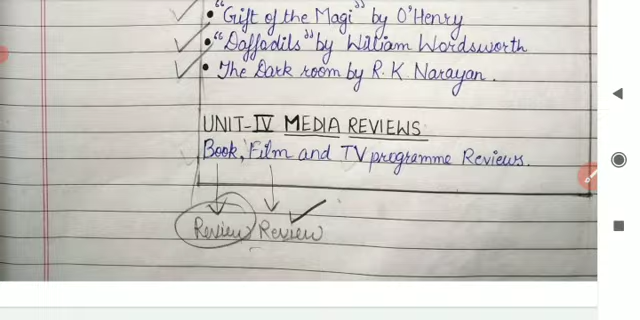 • "Gift of the Magi" by O'Henry
• "Daffodils" by William Wordsworth
• The Dark room by R. K. Narayan.
UNIT-IV MEDIA REVIEWS
Book, Film and TV programme Reviews.
Review Review